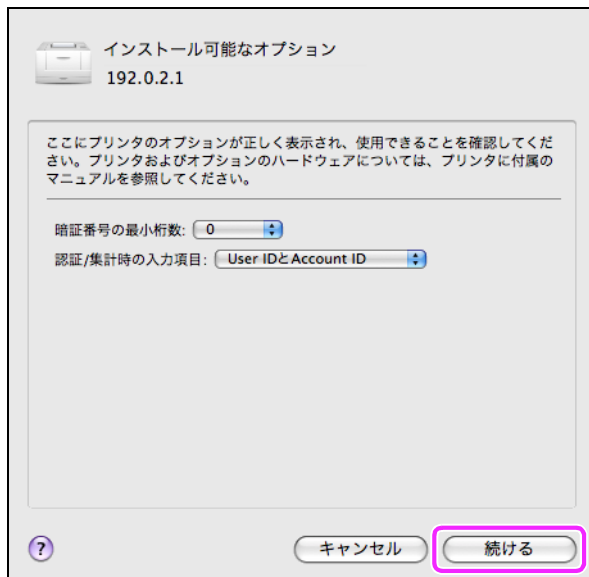 インストール可能なオプション
192.0.2.1
ここにプリンタのオプションが正しく表示され、使用できることを確認してくだ
さい。プリンタおよびオプションのハードウェアについては、プリンタに付属の
マニュアルを参照してください。
暗証番号の最小桁数: 0
認証/集計時の入力項目: User IDとAccount ID
? キャンセル 続ける